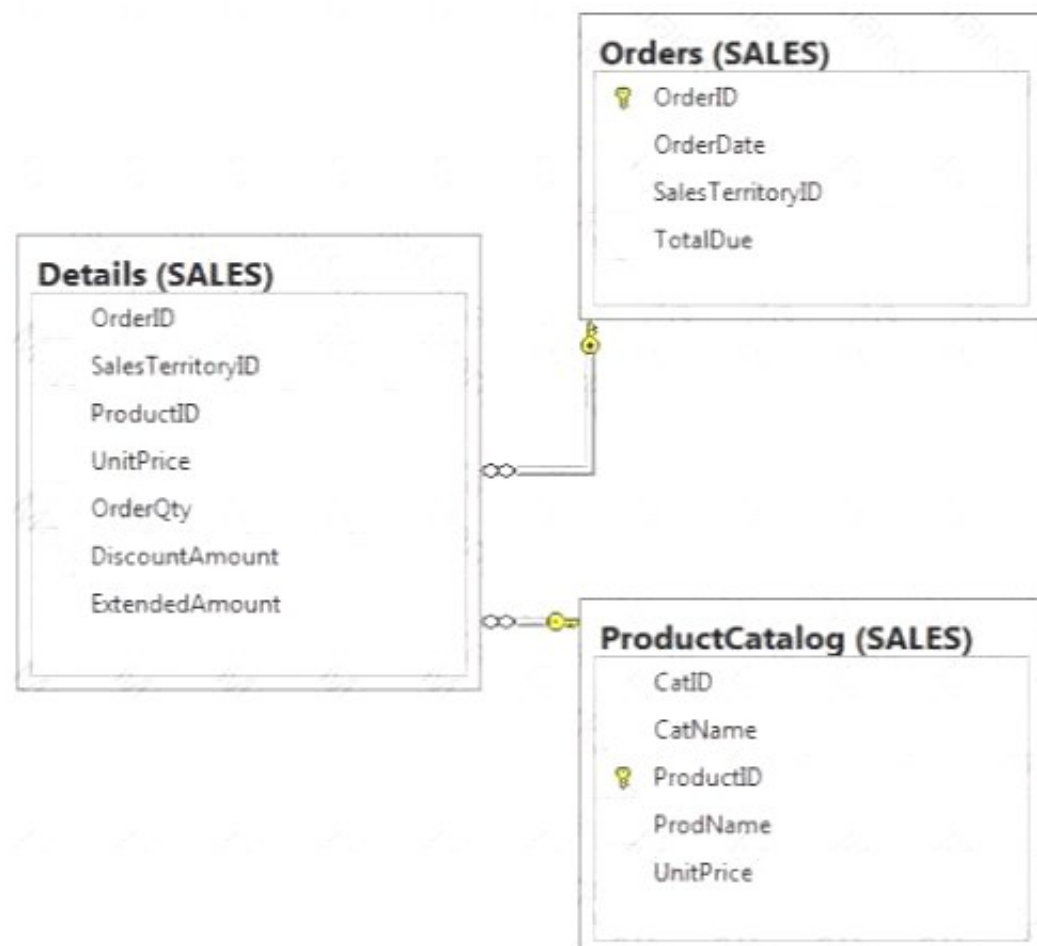 Orders (SALES)
OrderID
OrderDate
SalesTerritoryID
TotalDue
Details (SALES)
OrderID
SalesTerritoryID
ProductID
UnitPrice
OrderQty
DiscountAmount
ExtendedAmount
ProductCatalog (SALES)
CatID
CatName
ProductID
ProdName
UnitPrice